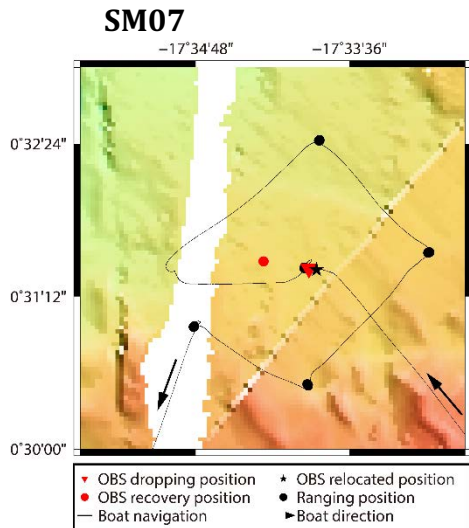 SM07
−17˚34'48" −17˚33'36"
0˚32'24"
0˚31'12"
0˚30'00"
OBS dropping position OBS relocated position
OBS recovery position Ranging position
Boat navigation Boat direction